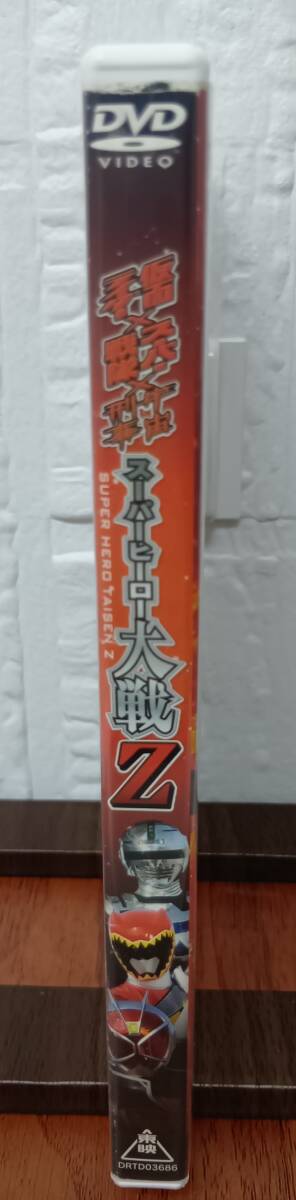 DVD
VIDEO
仮面ライダー×スーパー戦隊×宇宙刑事
スーパーヒーロー大戦Z
SUPER HERO TAISEN Z
東映
DRTD03686